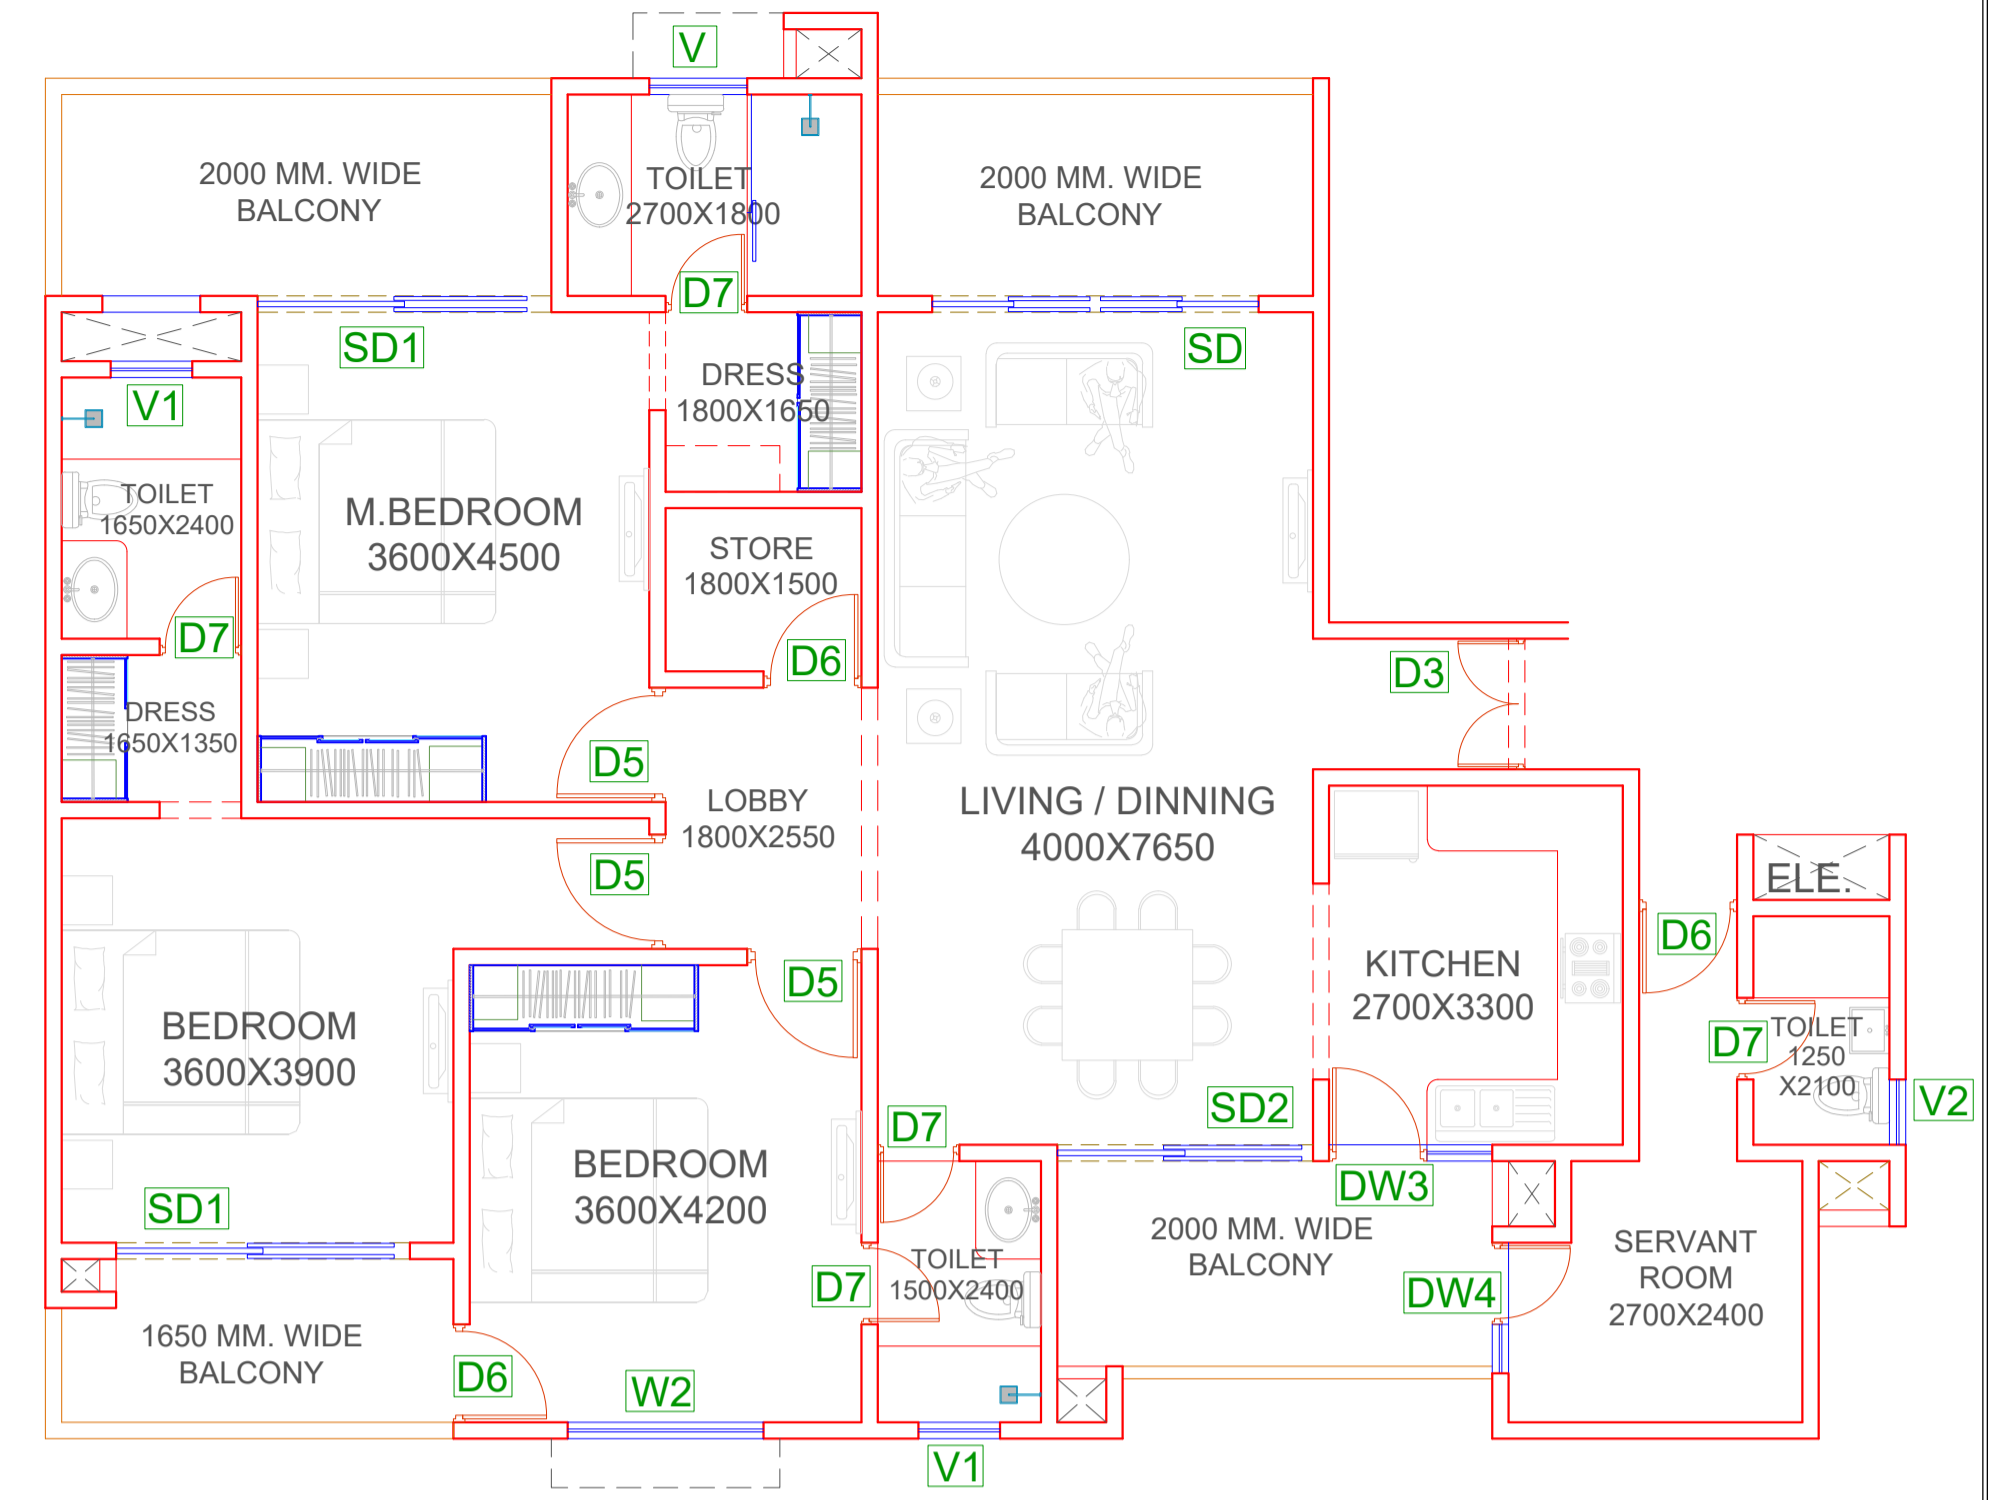 V
2000 MM. WIDE
BALCONY
TOILET
2700X1800
2000 MM. WIDE
BALCONY
D7
SD1
SD
V1
DRESS
1800X1650
TOILET
1650X2400
M.BEDROOM
3600X4500
STORE
1800X1500
D7
D6
D3
DRESS
1650X1350
D5
LOBBY
1800X2550
LIVING / DINNING
4000X7650
D5
ELE.
D6
D5
KITCHEN
2700X3300
BEDROOM
3600X3900
D7
TOILET
1250
X2100
V2
SD2
D7
BEDROOM
3600X4200
SD1
DW3
2000 MM. WIDE
BALCONY
SERVANT
ROOM
2700X2400
TOILET
1500X2400
D7
DW4
1650 MM. WIDE
BALCONY
D6
W2
V1